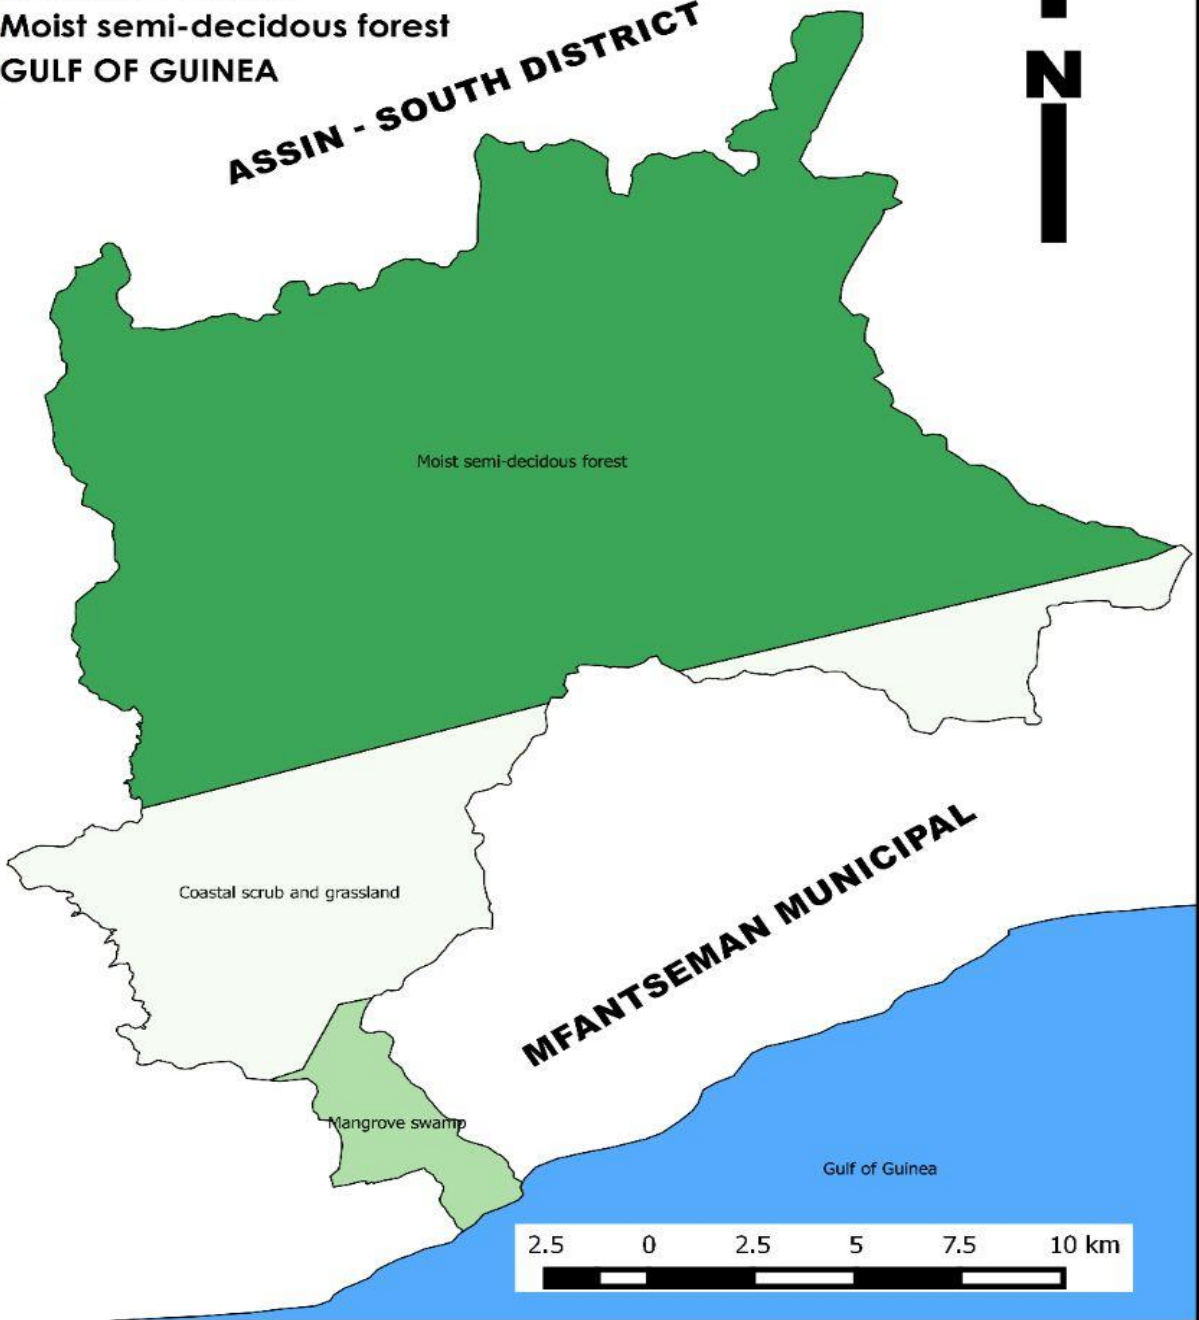 Moist semi-decidous forest
GULF OF GUINEA
ASSIN - SOUTH DISTRICT
N
Moist semi-decidous forest
Coastal scrub and grassland
MFANTSEMAN MUNICIPAL
Mangrove swamp
Gulf of Guinea
2.5 0 2.5 5 7.5 10 km